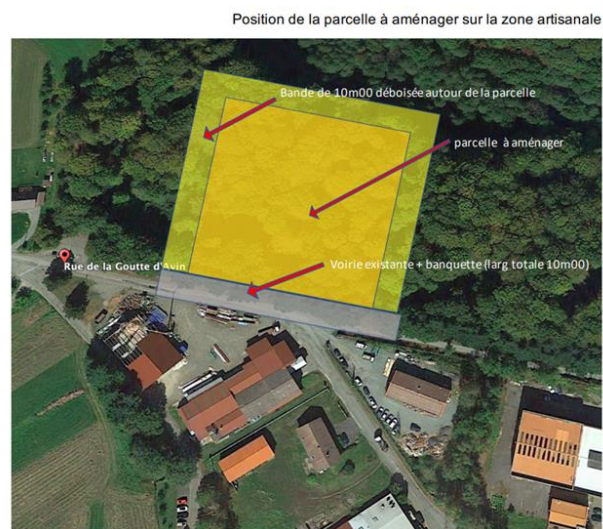 Position de la parcelle à aménager sur la zone artisanale
Bande de 10m00 déboisée autour de la parcelle
parcelle à aménager
Voirie existante + banquette (larg totale 10m00)
Rue de la Goutte d'Avin